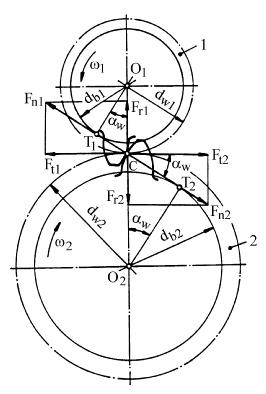 1
ω1
O1
Fn1
db1
Fr1
dw1
αw
T1
Ft1
C
αw
Ft2
T2
Fr2
Fn2
dw2
αw
ω2
db2
2
O2